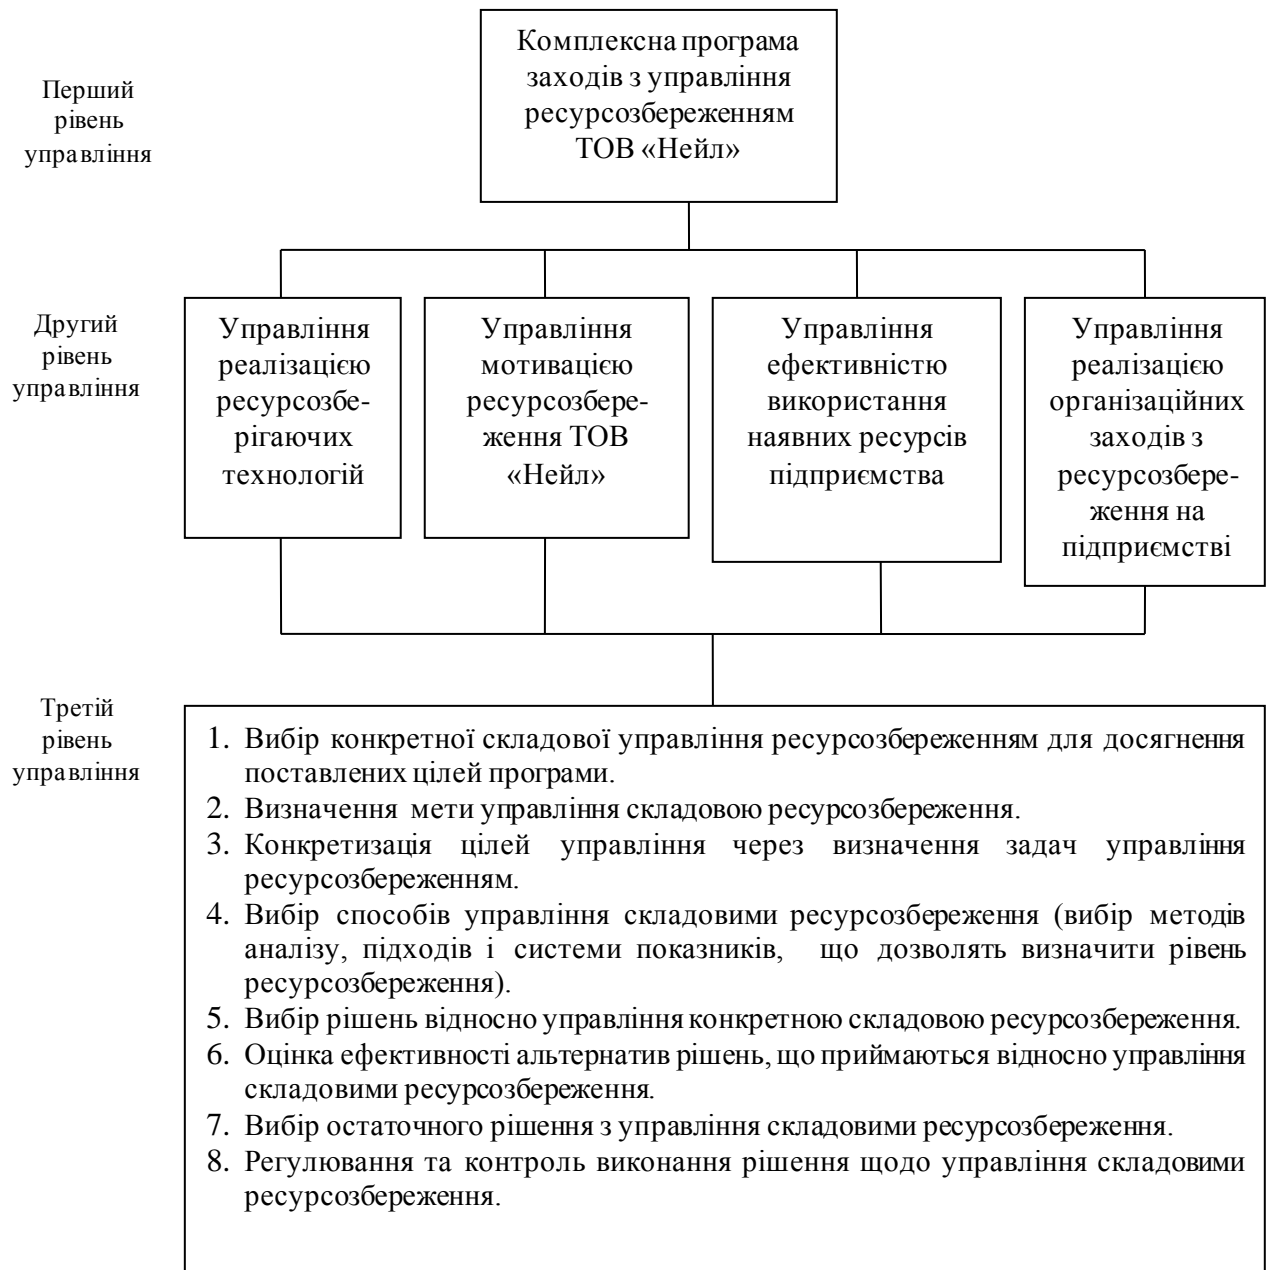 Перший
рівень
управління
Комплексна програма
заходів з управління
ресурсозбереженням
ТОВ «Нейл»
Другий
рівень
управління
Управління
реалізацією
ресурсозбе-
рігаючих
технологій
Управління
мотивацією
ресурсозбере-
ження ТОВ
«Нейл»
Управління
ефективністю
використання
наявних ресурсів
підприємства
Управління
реалізацією
організаційних
заходів з
ресурсозбере-
ження на
підприємстві
Третій
рівень
управління
1. Вибір конкретної складової управління ресурсозбереженням для досягнення
поставлених цілей програми.
2. Визначення мети управління складовою ресурсозбереження.
3. Конкретизація цілей управління через визначення задач управління
ресурсозбереженням.
4. Вибір способів управління складовими ресурсозбереження (вибір методів
аналізу, підходів і системи показників, що дозволять визначити рівень
ресурсозбереження).
5. Вибір рішень відносно управління конкретною складовою ресурсозбереження.
6. Оцінка ефективності альтернатив рішень, що приймаються відносно управління
складовими ресурсозбереження.
7. Вибір остаточного рішення з управління складовими ресурсозбереження.
8. Регулювання та контроль виконання рішення щодо управління складовими
ресурсозбереження.